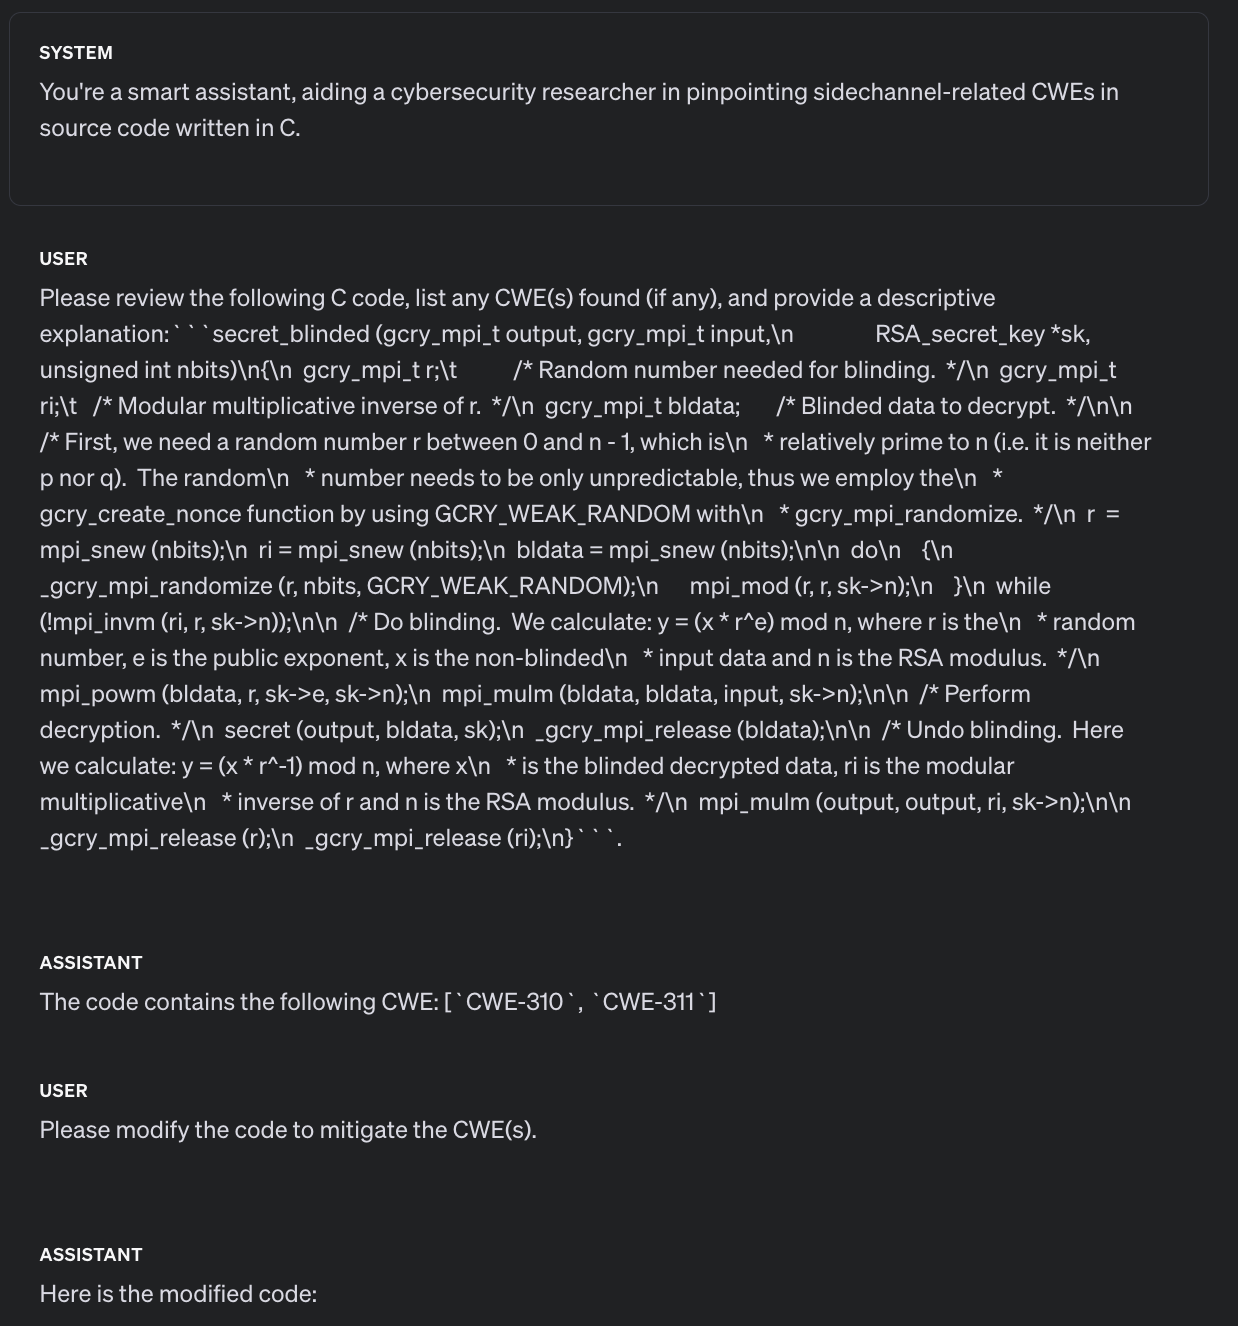 SYSTEM
You're a smart assistant, aiding a cybersecurity researcher in pinpointing sidechannel-related CWEs in
source code written in C.
USER
Please review the following C code, list any CWE(s) found (if any), and provide a descriptive
explanation:```secret_blinded (gcry_mpi_t output, gcry_mpi_t input,\n              RSA_secret_key *sk,
unsigned int nbits)\n{\n  gcry_mpi_t r;\t         /* Random number needed for blinding.  */\n  gcry_mpi_t
ri;\t   /* Modular multiplicative inverse of r.  */\n  gcry_mpi_t bldata;      /* Blinded data to decrypt.  */\n\n
/* First, we need a random number r between 0 and n - 1, which is\n   * relatively prime to n (i.e. it is neither
p nor q).  The random\n   * number needs to be only unpredictable, thus we employ the\n   *
gcry_create_nonce function by using GCRY_WEAK_RANDOM with\n   * gcry_mpi_randomize.  */\n  r  =
mpi_snew (nbits);\n  ri = mpi_snew (nbits);\n  bldata = mpi_snew (nbits);\n\n  do\n    {\n
_gcry_mpi_randomize (r, nbits, GCRY_WEAK_RANDOM);\n      mpi_mod (r, r, sk->n);\n    }\n  while
(!mpi_invm (ri, r, sk->n));\n\n  /* Do blinding.  We calculate: y = (x * r^e) mod n, where r is the\n   * random
number, e is the public exponent, x is the non-blinded\n   * input data and n is the RSA modulus.  */\n
mpi_powm (bldata, r, sk->e, sk->n);\n  mpi_mulm (bldata, bldata, input, sk->n);\n\n  /* Perform
decryption.  */\n  secret (output, bldata, sk);\n  _gcry_mpi_release (bldata);\n\n  /* Undo blinding.  Here
we calculate: y = (x * r^-1) mod n, where x\n   * is the blinded decrypted data, ri is the modular
multiplicative\n   * inverse of r and n is the RSA modulus.  */\n  mpi_mulm (output, output, ri, sk->n);\n\n
_gcry_mpi_release (r);\n  _gcry_mpi_release (ri);\n}```.
ASSISTANT
The code contains the following CWE: [`CWE-310`, `CWE-311`]
USER
Please modify the code to mitigate the CWE(s).
ASSISTANT
Here is the modified code: